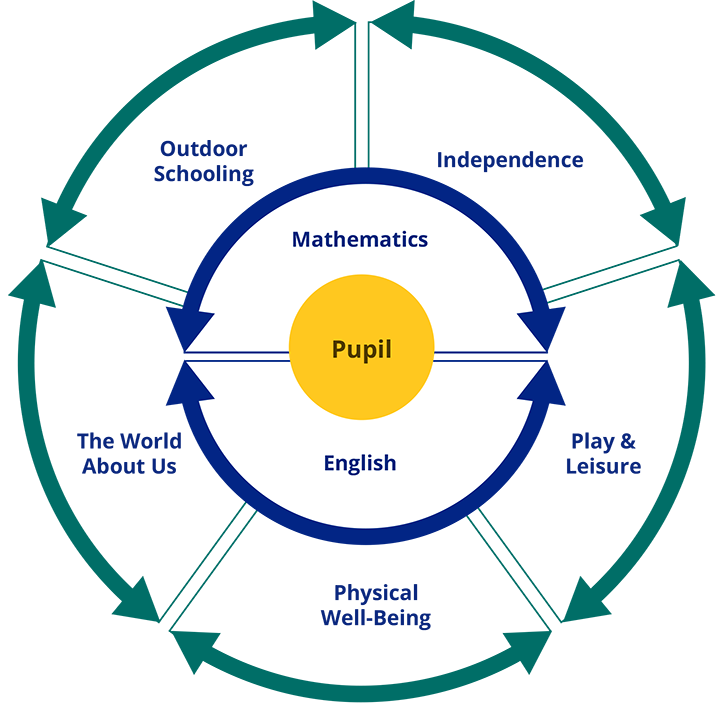 Outdoor
Schooling
Independence
Mathematics
Pupil
The World
About Us
English
Play &
Leisure
Physical
Well-Being